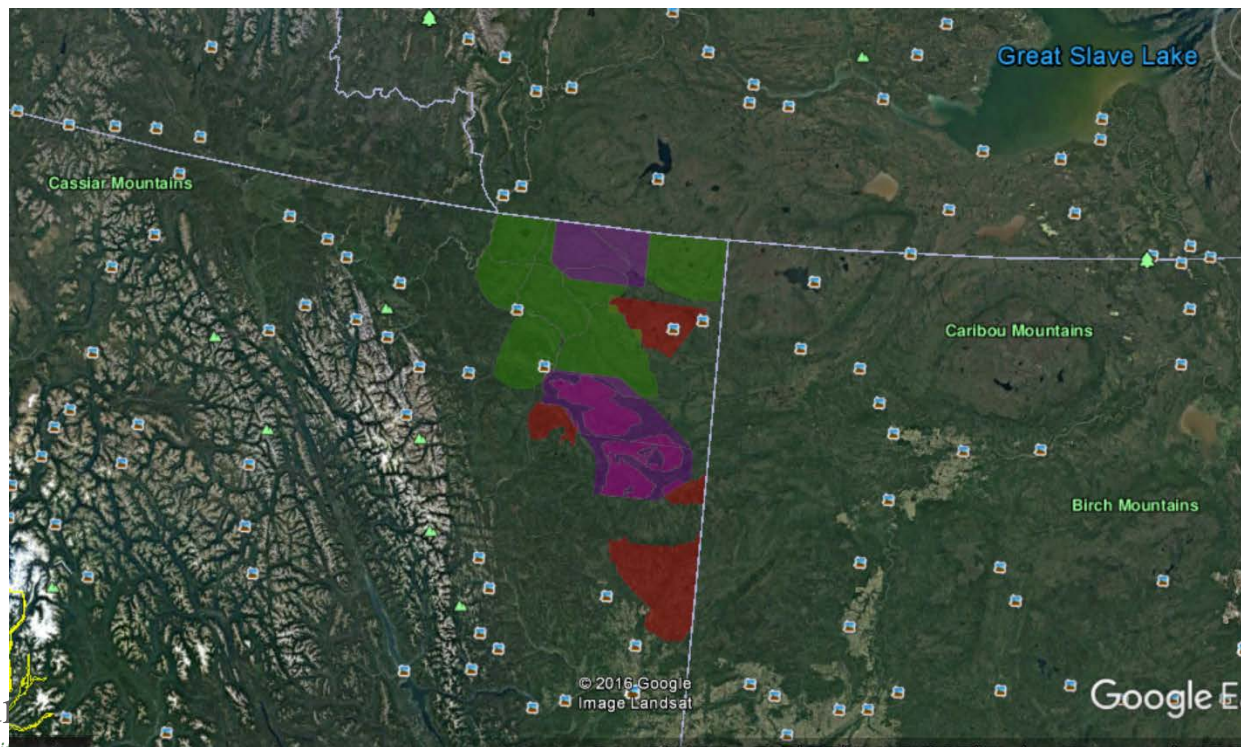 Great Slave Lake
Cassiar Mountains
Caribou Mountains
Birch Mountains
© 2016 Google
Image Landsat
Google E